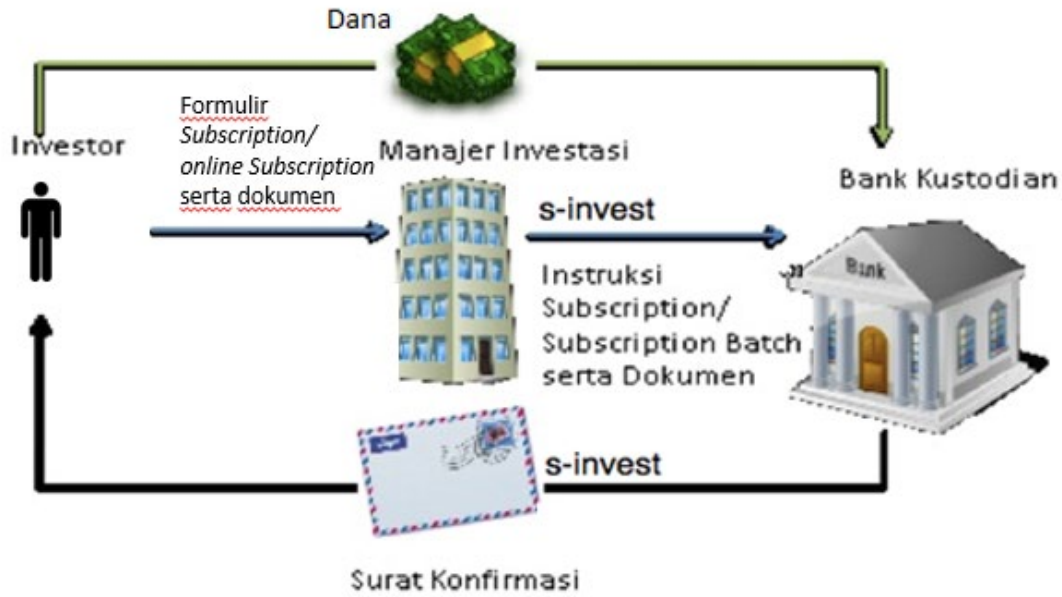 Dana
Formulir
Subscription/
online Subscription
serta dokumen
Investor
Manajer Investasi
Bank Kustodian
s-invest
Bank
Instruksi
Subscription/
Subscription Batch
serta Dokumen
s-invest
Surat Konfirmasi